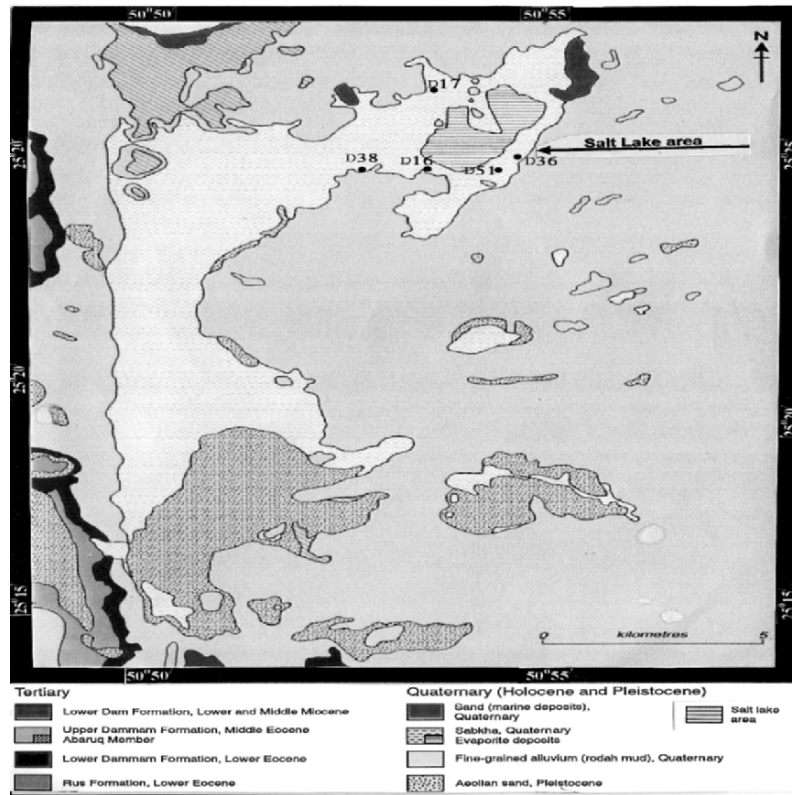 50°50' 50°55'
N
D17
25°20' 25°25'
Salt Lake area
D38 D16 D51 D36
25°20 25°20
25°15 25°15
0 kilometres 5
50°50' 50°55'
Tertiary
Lower Dam Formation, Lower and Middle Miocene
Upper Dammam Formation, Middle Eocene
Abaruq Member
Lower Dammam Formation, Lower Eocene
Rus Formation, Lower Eocene
Quaternary (Holocene and Pleistocene)
Sand (marine deposits),
Quaternary
Sabkha, Quaternary
Evaporite deposits
Fine-grained alluvium (rodah mud), Quaternary
Aeolian sand, Pleistocene
Salt lake
area